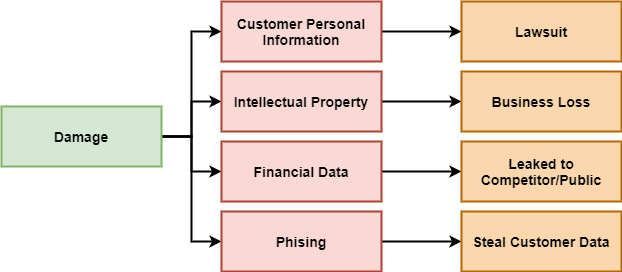 Customer Personal
Information
Lawsuit
Intellectual Property
Business Loss
Damage
Financial Data
Leaked to
Competitor/Public
Phising
Steal Customer Data